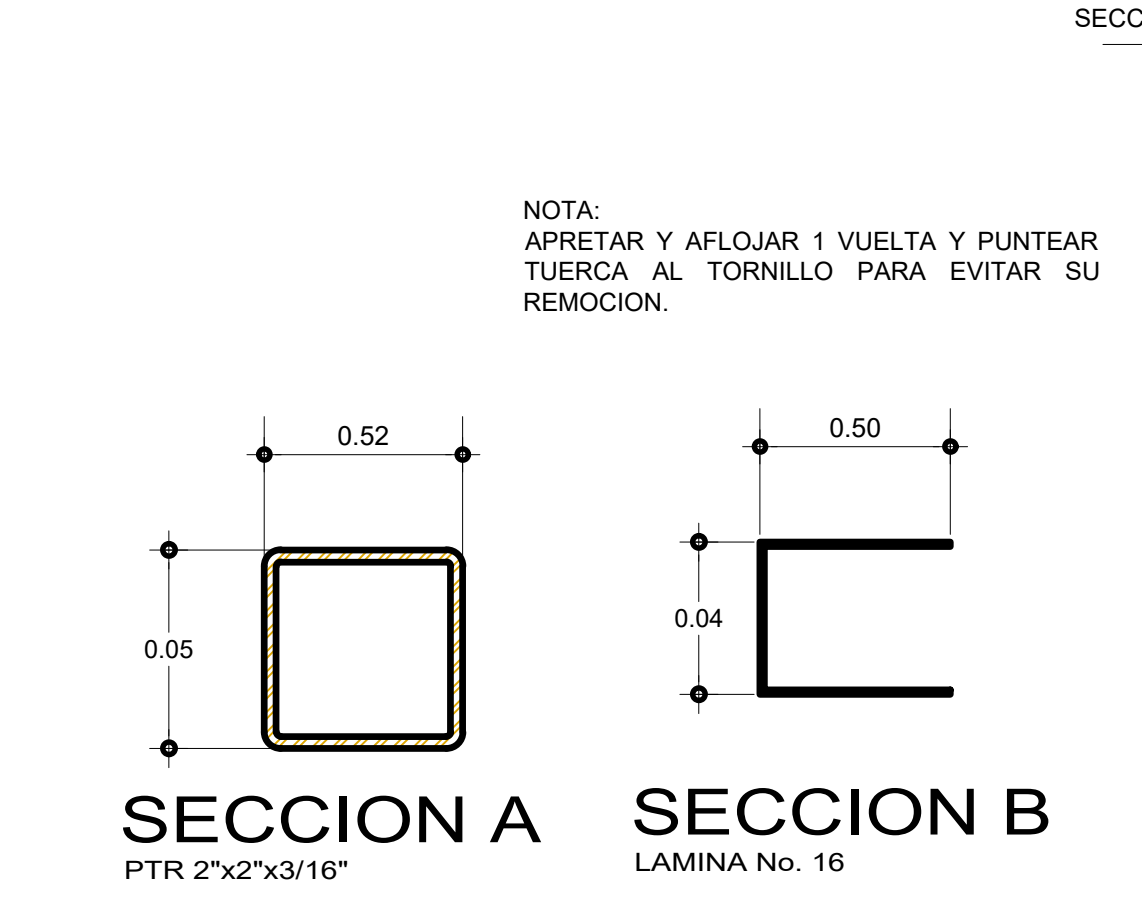 SECC
NOTA:
APRETAR Y AFLOJAR 1 VUELTA Y PUNTEAR
TUERCA AL TORNILLO PARA EVITAR SU
REMOCION.
0.52
0.50
0.05
0.04
SECCION A
PTR 2"x2"x3/16"
SECCION B
LAMINA No. 16